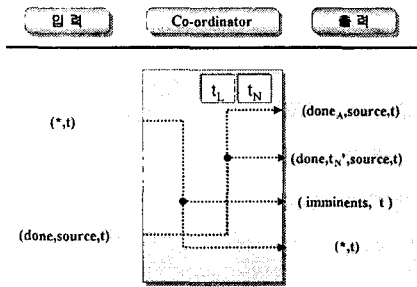 입 력
Co-ordinator
출 력
t_L t_N
(*,t)
(done_A,source,t)
(done,t_N',source,t)
( imminents, t )
(done,source,t)
(*,t)